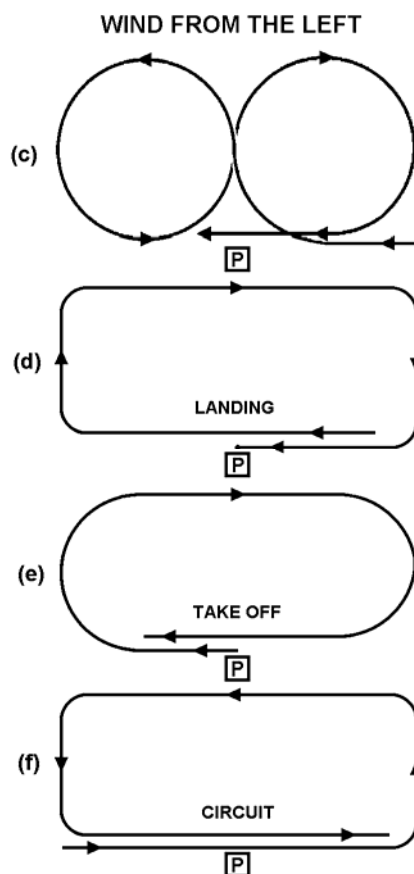 WIND FROM THE LEFT
(c)
P
(d)
LANDING
P
(e)
TAKE OFF
P
(f)
CIRCUIT
P